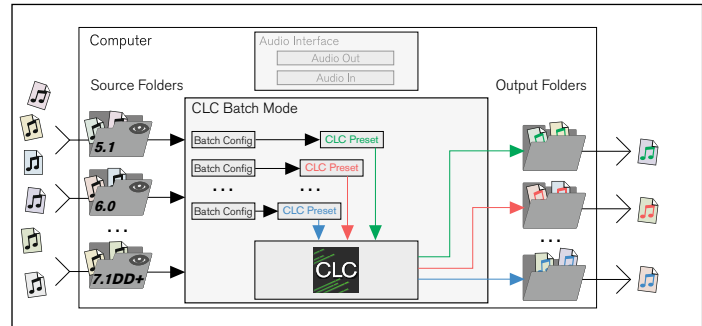 Computer
Audio Interface
Audio Out
Audio In
Source Folders
Output Folders
CLC Batch Mode
5.1
Batch Config
CLC Preset
Batch Config
CLC Preset
6.0
...
...
Batch Config
CLC Preset
...
...
7.1DD+
CLC